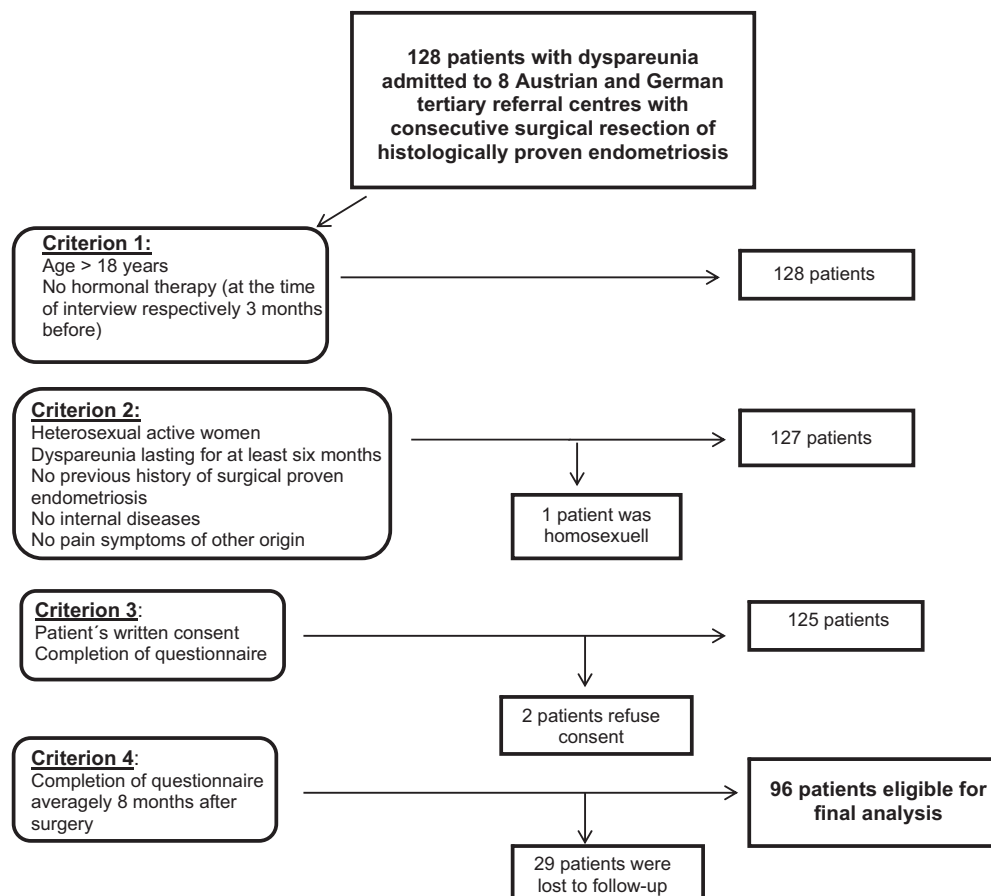 128 patients with dyspareunia
admitted to 8 Austrian and German
tertiary referral centres with
consecutive surgical resection of
histologically proven endometriosis
Criterion 1:
Age > 18 years
No hormonal therapy (at the time
of interview respectively 3 months
before)
128 patients
Criterion 2:
Heterosexual active women
Dyspareunia lasting for at least six months
No previous history of surgical proven
endometriosis
No internal diseases
No pain symptoms of other origin
127 patients
1 patient was
homosexuell
Criterion 3:
Patient´s written consent
Completion of questionnaire
125 patients
2 patients refuse
consent
Criterion 4:
Completion of questionnaire
averagely 8 months after
surgery
96 patients eligible for
final analysis
29 patients were
lost to follow-up